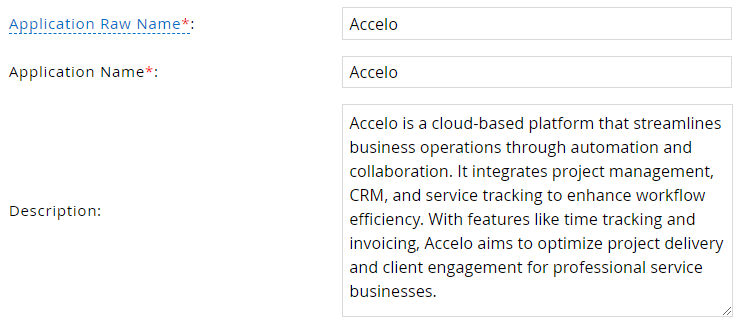 Application Raw Name*: Accelo
Application Name*: Accelo
Description:
Accelo is a cloud-based platform that streamlines
business operations through automation and
collaboration. It integrates project management,
CRM, and service tracking to enhance workflow
efficiency. With features like time tracking and
invoicing, Accelo aims to optimize project delivery
and client engagement for professional service
businesses.